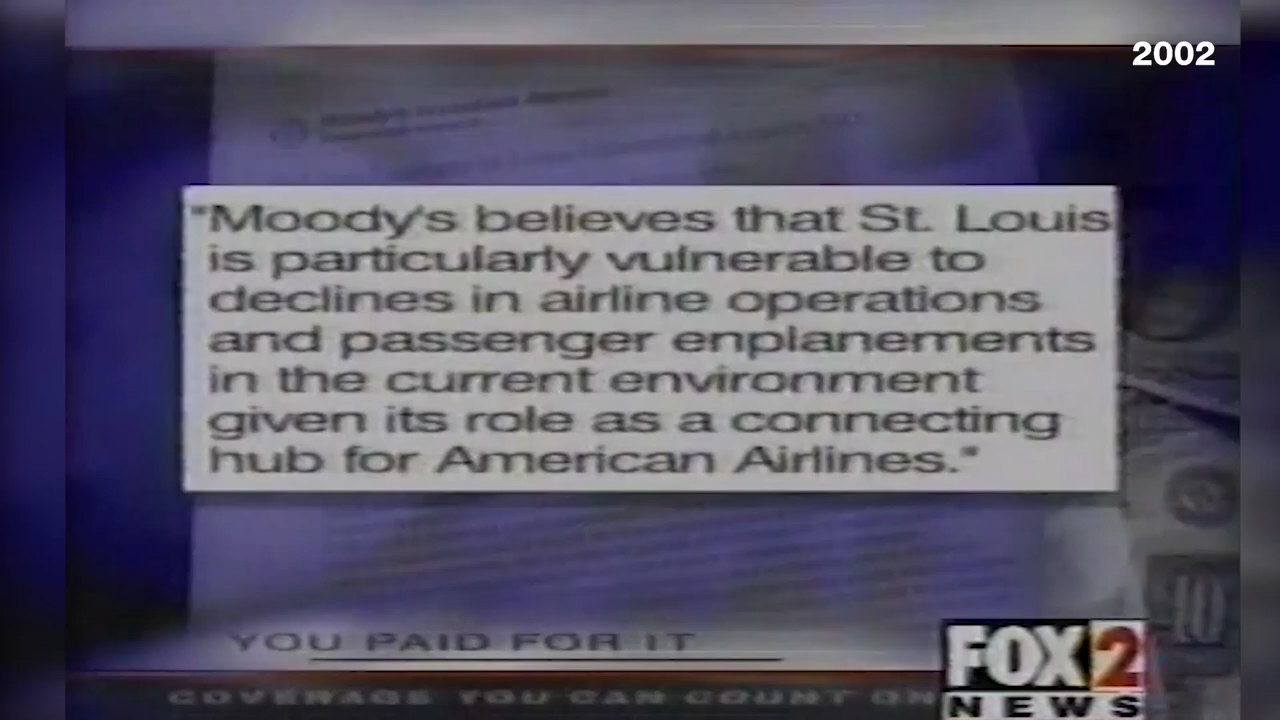 2002
"Moody's believes that St. Louis
is particularly vulnerable to
declines in airline operations
and passenger enplanements
in the current environment
given its role as a connecting
hub for American Airlines."
10
YOU PAID FOR IT
FOX 2
NEWS
COVERAGE YOU CAN COUNT ON